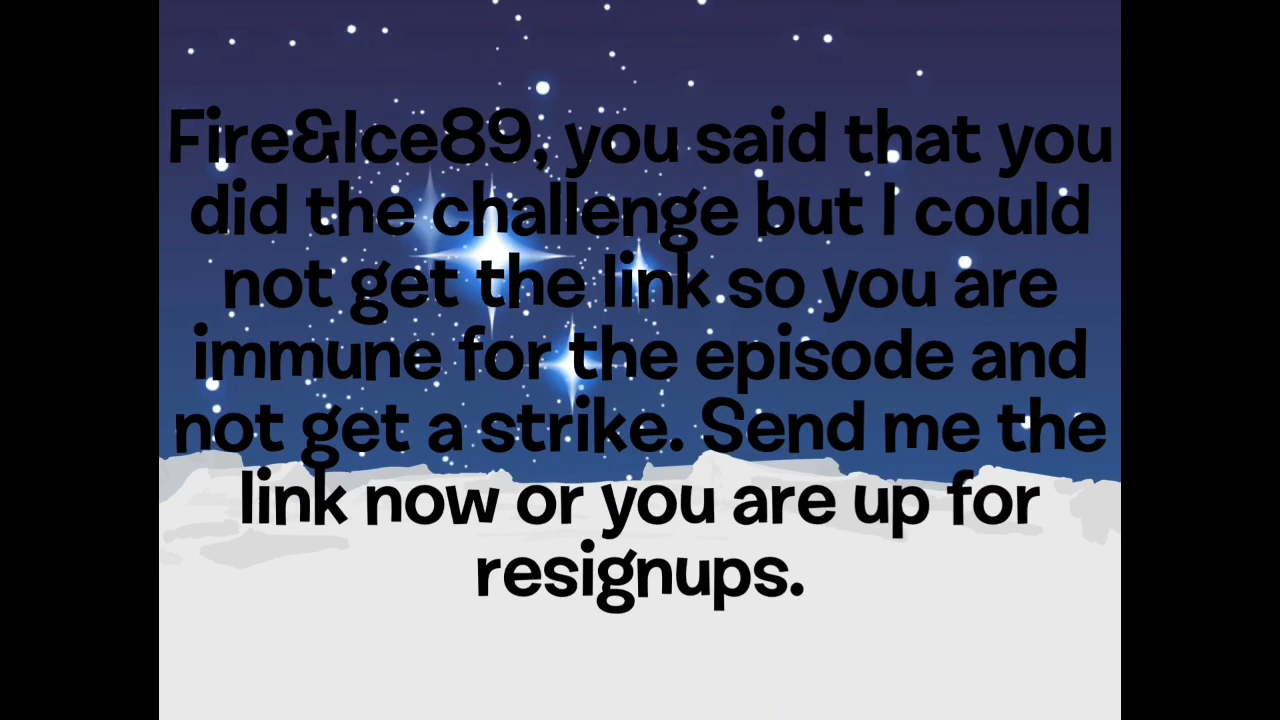 Fire&Ice89, you said that you
did the challenge but I could
not get the link so you are
immune for the episode and
not get a strike. Send me the
link now or you are up for
resignups.